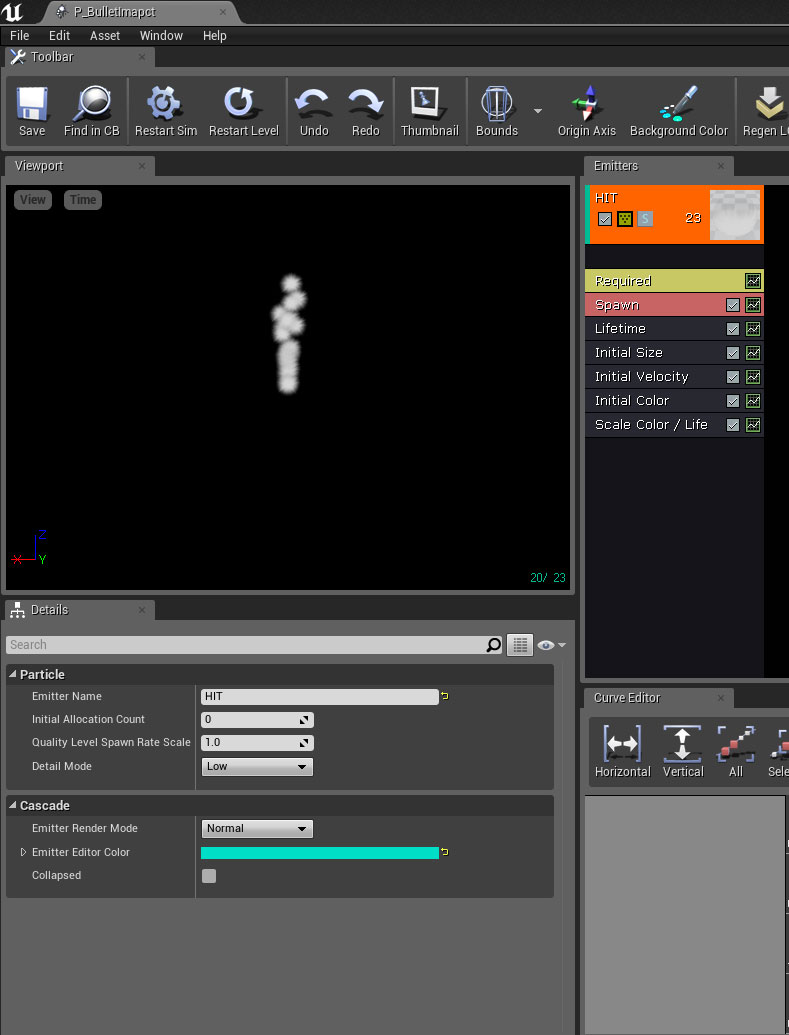 P_BulletImapct
File Edit Asset Window Help
Toolbar
Save Find in CB Restart Sim Restart Level Undo Redo Thumbnail Bounds Origin Axis Background Color Regen LO
Viewport
View Time
20/ 23
Z
X Y
Emitters
HIT
S 23
Required
Spawn
Lifetime
Initial Size
Initial Velocity
Initial Color
Scale Color / Life
Details
Search
Particle
Emitter Name HIT
Initial Allocation Count 0
Quality Level Spawn Rate Scale 1.0
Detail Mode Low
Cascade
Emitter Render Mode Normal
Emitter Editor Color
Collapsed
Curve Editor
Horizontal Vertical All Sele